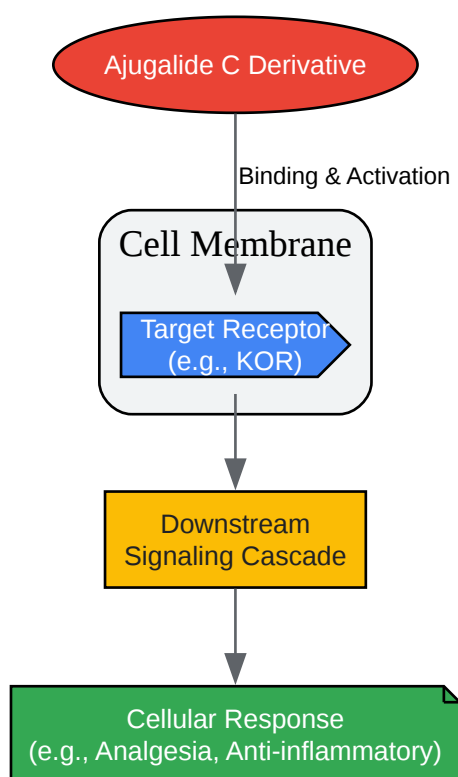 Ajugalide C Derivative
Binding & Activation
Cell Membrane
Target Receptor
(e.g., KOR)
Downstream
Signaling Cascade
Cellular Response
(e.g., Analgesia, Anti-inflammatory)